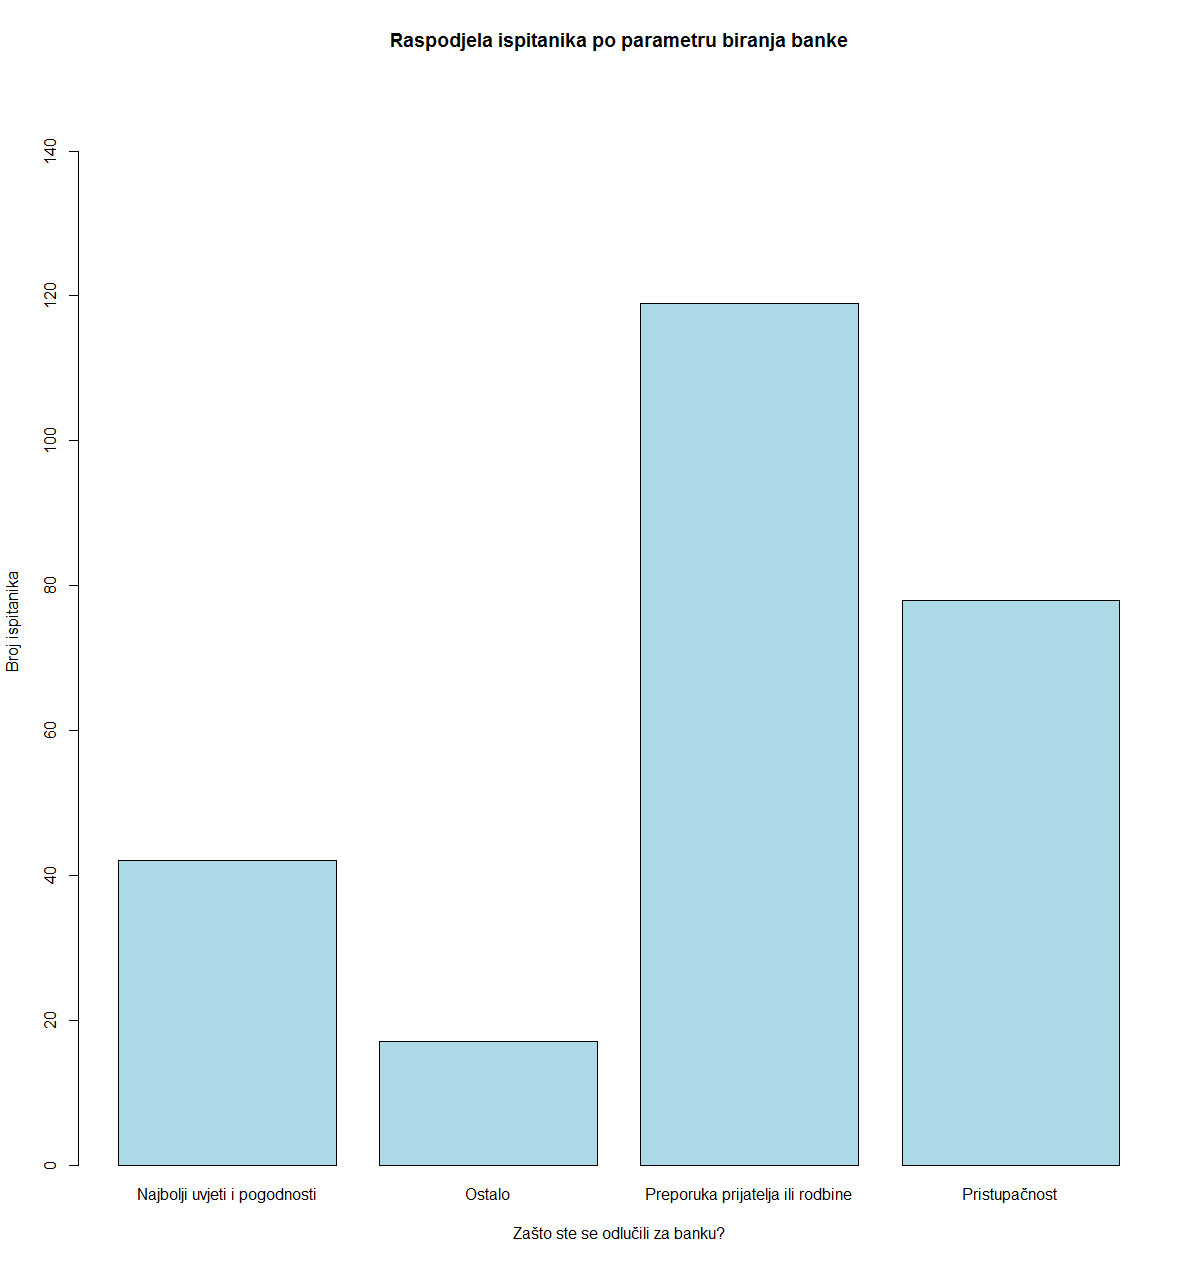 Raspodjela ispitanika po parametru biranja banke
Broj ispitanika
140
120
100
80
60
40
20
0
Najbolji uvjeti i pogodnosti
Ostalo
Preporuka prijatelja ili rodbine
Pristupačnost
Zašto ste se odlučili za banku?